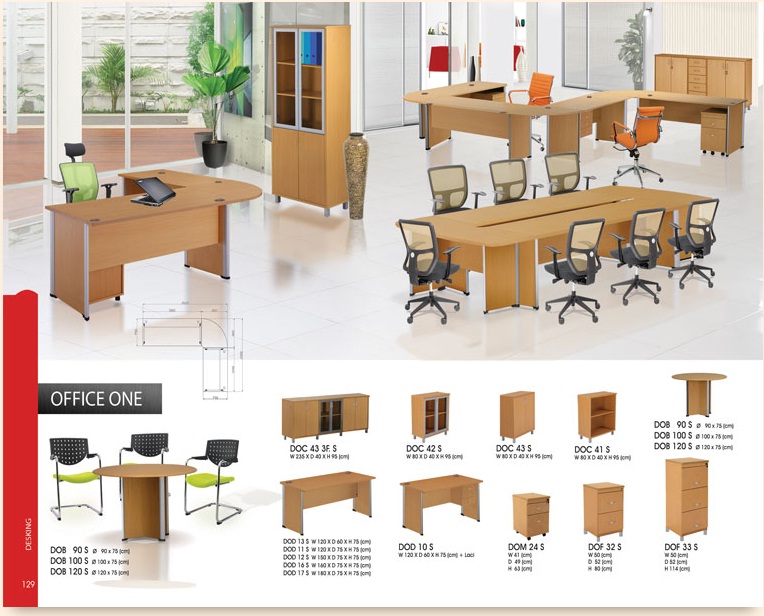 OFFICE ONE
DOC 43 3F. S
W 235 X D 40 X H 95 (cm)
DOC 42 S
W 80 X D 40 X H 95 (cm)
DOC 43 S
W 80 X D 40 X H 95 (cm)
DOC 41 S
W 80 X D 40 X H 95 (cm)
DOB 90 S Ø 90 x 75 (cm)
DOB 100 S Ø 100 x 75 (cm)
DOB 120 S Ø 120 x 75 (cm)
DOB 90 S Ø 90 x 75 (cm)
DOB 100 S Ø 100 x 75 (cm)
DOB 120 S Ø 120 x 75 (cm)
DOD 13 S W 120 X D 60 X H 75 (cm)
DOD 11 S W 120 X D 75 X H 75 (cm)
DOD 12 S W 150 X D 75 X H 75 (cm)
DOD 16 S W 160 X D 75 X H 75 (cm)
DOD 17 S W 180 X D 75 X H 75 (cm)
DOD 10 S
W 120 X D 60 X H 75 (cm) + Laci
DOM 24 S
W 41 (cm)
D 49 (cm)
H 63 (cm)
DOF 32 S
W 50 (cm)
D 52 (cm)
H 80 (cm)
DOF 33 S
W 50 (cm)
D 52 (cm)
H 114 (cm)
DESKING
129